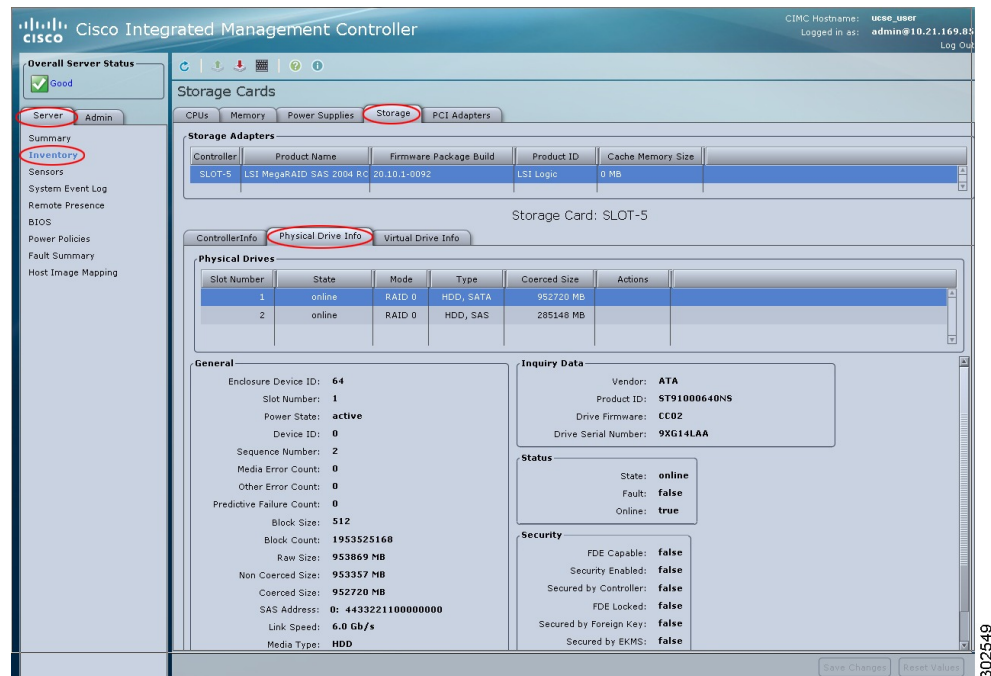 CISCO
Cisco Integrated Management Controller
CIMC Hostname: ucse_user
Logged in as: admin@10.21.169.85
Log Out
Overall Server Status
Good
Server Admin
Summary
Inventory
Sensors
System Event Log
Remote Presence
BIOS
Power Policies
Fault Summary
Host Image Mapping
Storage Cards
CPUs Memory Power Supplies Storage PCI Adapters
Storage Adapters
Controller Product Name Firmware Package Build Product ID Cache Memory Size
SLOT-5 LSI MegaRAID SAS 2004 RC 20.10.1-0092 LSI Logic 0 MB
Storage Card: SLOT-5
ControllerInfo Physical Drive Info Virtual Drive Info
Physical Drives
Slot Number State Mode Type Coerced Size Actions
1 online RAID 0 HDD, SATA 952720 MB
2 online RAID 0 HDD, SAS 285148 MB
General
Enclosure Device ID: 64
Slot Number: 1
Power State: active
Device ID: 0
Sequence Number: 2
Media Error Count: 0
Other Error Count: 0
Predictive Failure Count: 0
Block Size: 512
Block Count: 1953525168
Raw Size: 953869 MB
Non Coerced Size: 953357 MB
Coerced Size: 952720 MB
SAS Address: 0: 4433221100000000
Link Speed: 6.0 Gb/s
Media Type: HDD
Inquiry Data
Vendor: ATA
Product ID: ST91000640NS
Drive Firmware: CC02
Drive Serial Number: 9XG14LAA
Status
State: online
Fault: false
Online: true
Security
FDE Capable: false
Security Enabled: false
Secured by Controller: false
FDE Locked: false
Secured by Foreign Key: false
Secured by EKMS: false
Save Changes Reset Values
302549